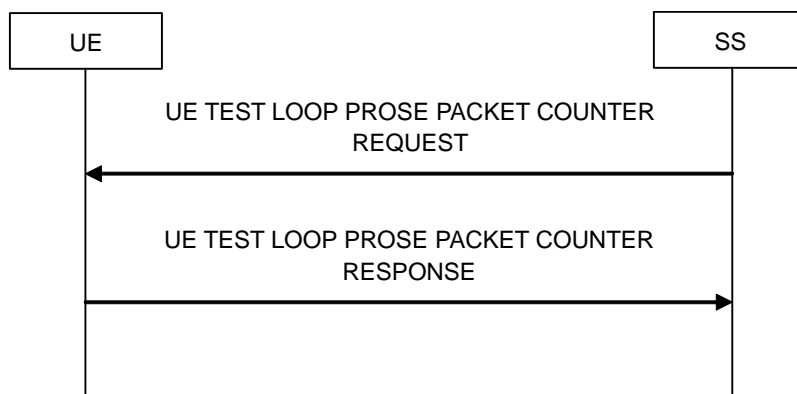 UE
SS
UE TEST LOOP PROSE PACKET COUNTER
REQUEST
UE TEST LOOP PROSE PACKET COUNTER
RESPONSE